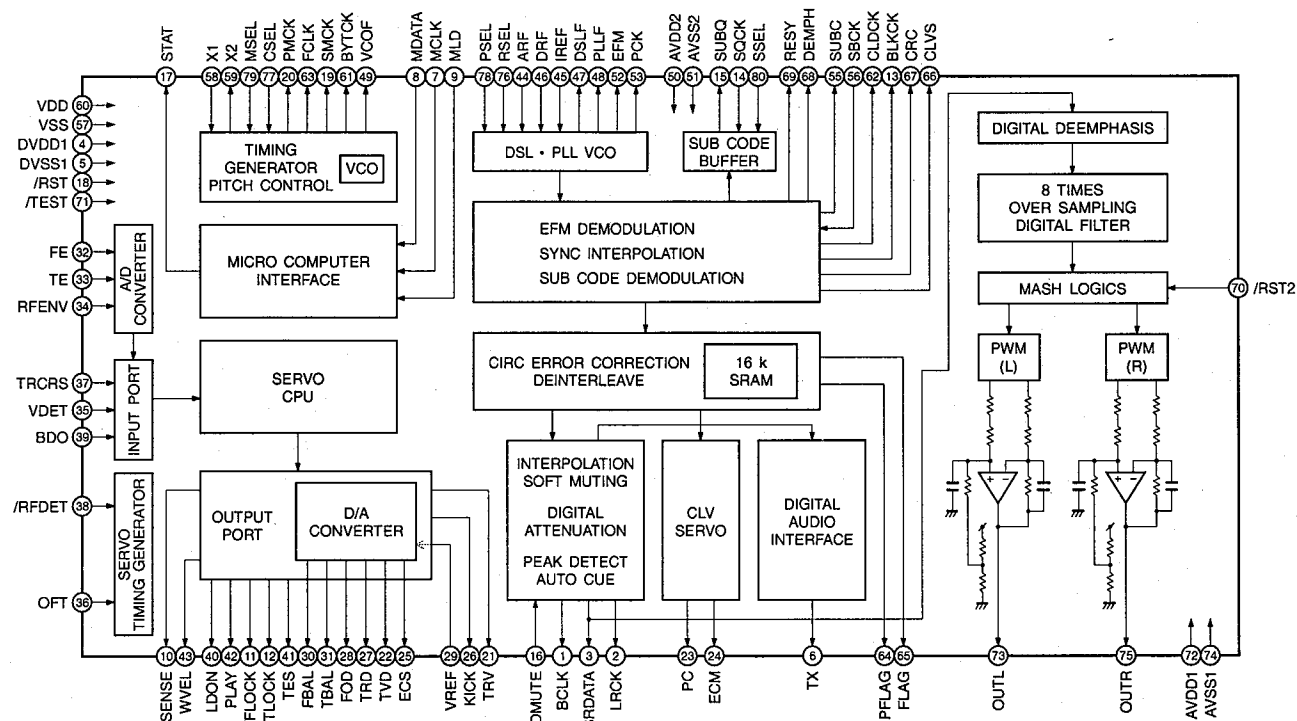 STAT
X1
X2
MSEL
CSEL
PMCK
FCLK
SMCK
BYTCK
VCOF
MDATA
MCLK
MLD
PSEL
RSEL
ARF
DRF
IREF
DSLF
PLLF
EFM
PCK
AVDD2
AVSS2
SUBQ
SQCK
SSEL
RESY
DEMPH
SUBC
SBCK
CLDCK
BLKCK
CRC
CLVS
17
58
59
79
77
20
63
19
61
49
8
7
9
78
76
44
46
45
47
48
52
53
50
51
15
14
80
69
68
55
56
62
13
67
66
VDD 60
VSS 57
DVDD1 4
DVSS1 5
/RST 18
/TEST 71
FE 32
TE 33
RFENV 34
TRCRS 37
VDET 35
BDO 39
/RFDET 38
OFT 36
A/D
CONVERTER
INPUT PORT
SERVO
TIMING GENERATOR
TIMING
GENERATOR
PITCH CONTROL
VCO
MICRO COMPUTER
INTERFACE
SERVO
CPU
OUTPUT
PORT
D/A
CONVERTER
DSL • PLL VCO
SUB CODE
BUFFER
EFM DEMODULATION
SYNC INTERPOLATION
SUB CODE DEMODULATION
CIRC ERROR CORRECTION
DEINTERLEAVE
16 k
SRAM
INTERPOLATION
SOFT MUTING
DIGITAL
ATTENUATION
PEAK DETECT
AUTO CUE
CLV
SERVO
DIGITAL
AUDIO
INTERFACE
DIGITAL DEEMPHASIS
8 TIMES
OVER SAMPLING
DIGITAL FILTER
MASH LOGICS
70 /RST2
PWM
(L)
PWM
(R)
+ −
+ −
10
43
40
42
11
12
41
30
31
28
27
22
25
29
26
21
16
1
3
2
23
24
6
64
65
73
75
72
74
SENSE
WVEL
LDON
PLAY
FLOCK
TLOCK
TES
FBAL
TBAL
FOD
TRD
TVD
ECS
VREF
KICK
TRV
DMUTE
BCLK
SRDATA
LRCK
PC
ECM
TX
PFLAG
FLAG
OUTL
OUTR
AVDD1
AVSS1